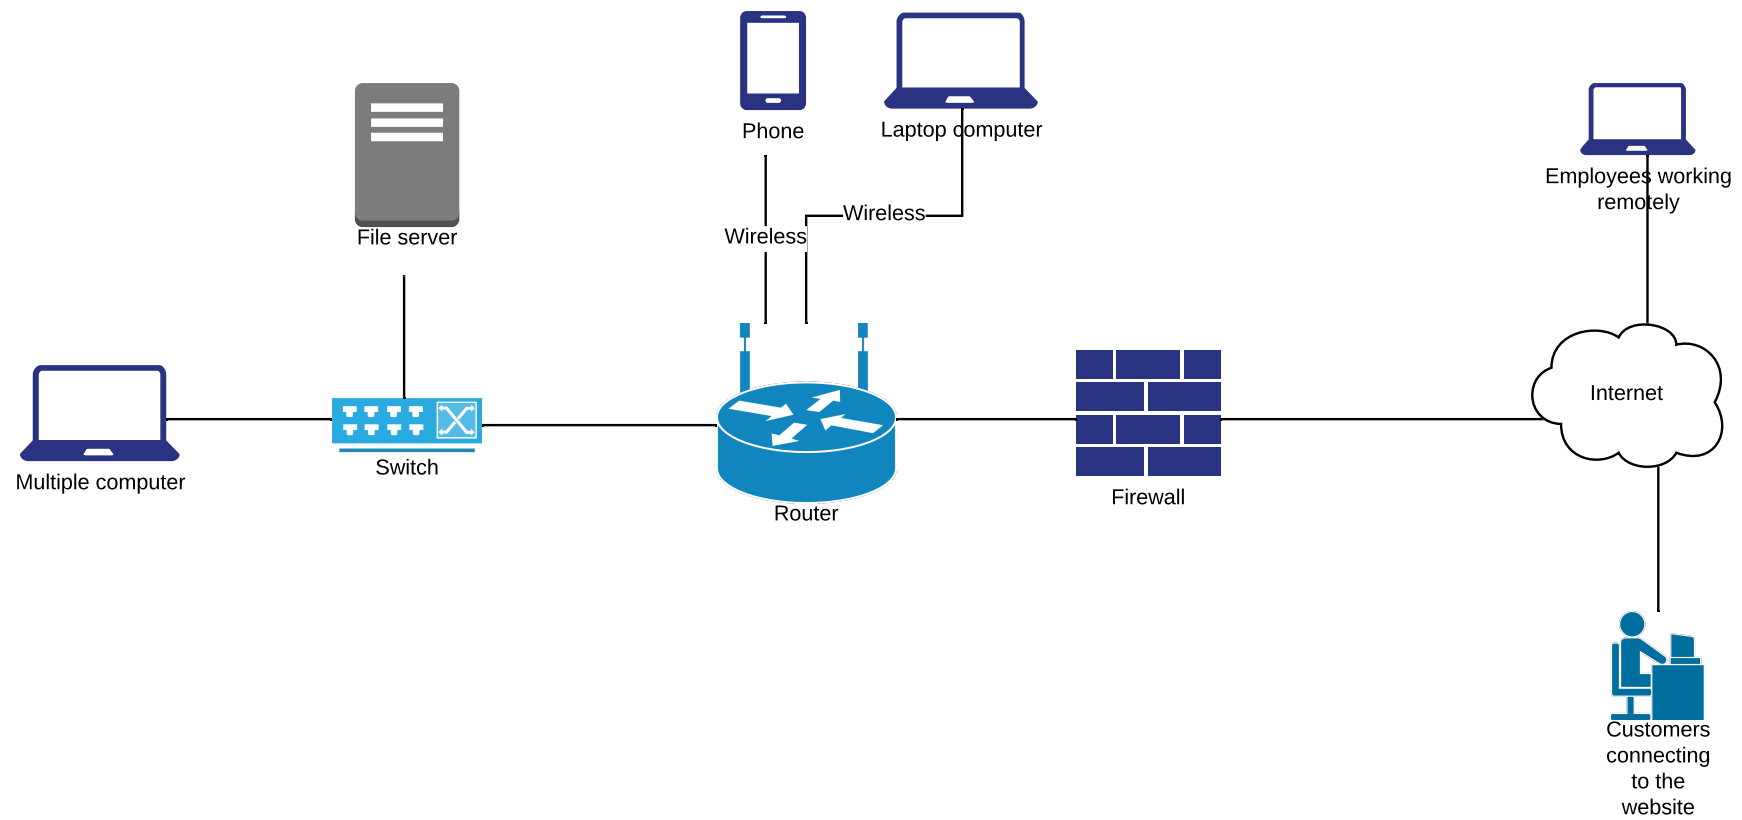 Phone
Laptop computer
Employees working
remotely
Wireless
Wireless
File server
Internet
Switch
Multiple computer
Firewall
Router
Customers
connecting
to the
website